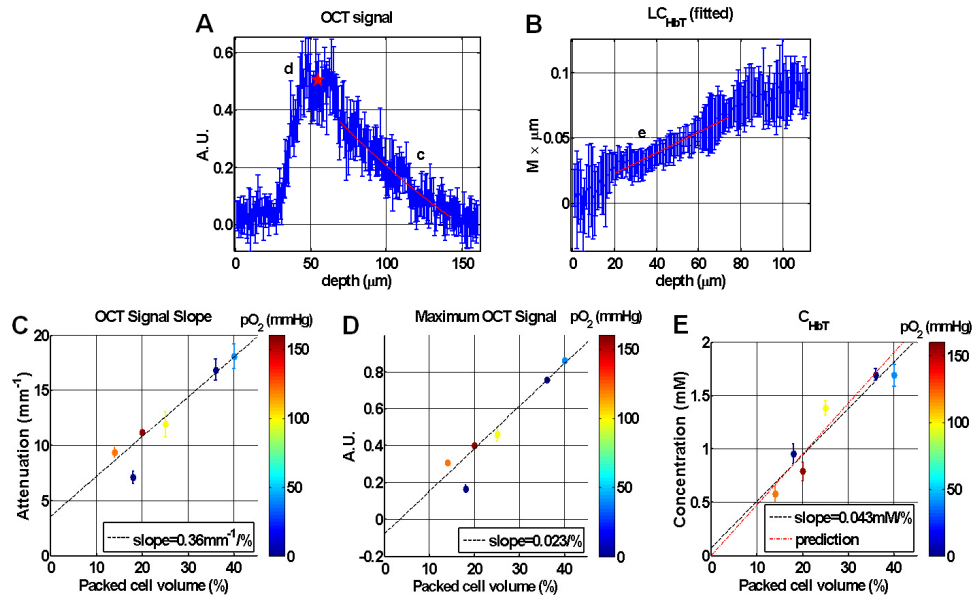 A
OCT signal
0.6
0.4
0.2
0.0
A.U.
d
c
0
50
100
150
depth (μm)
B
LC_HbT (fitted)
0.1
0.05
0
M × μm
e
0
20
40
60
80
100
depth (μm)
C
OCT Signal Slope
pO2 (mmHg)
20
15
10
5
0
Attenuation (mm⁻¹)
slope=0.36mm⁻¹/%
0
10
20
30
40
Packed cell volume (%)
150
100
50
0
D
Maximum OCT Signal
pO2 (mmHg)
0.8
0.6
0.4
0.2
0
-0.2
A.U.
slope=0.023/%
0
10
20
30
40
Packed cell volume (%)
150
100
50
0
E
C_HbT
pO2 (mmHg)
2
1.5
1
0.5
0
Concentration (mM)
slope=0.043mM/%
prediction
0
10
20
30
40
Packed cell volume (%)
150
100
50
0